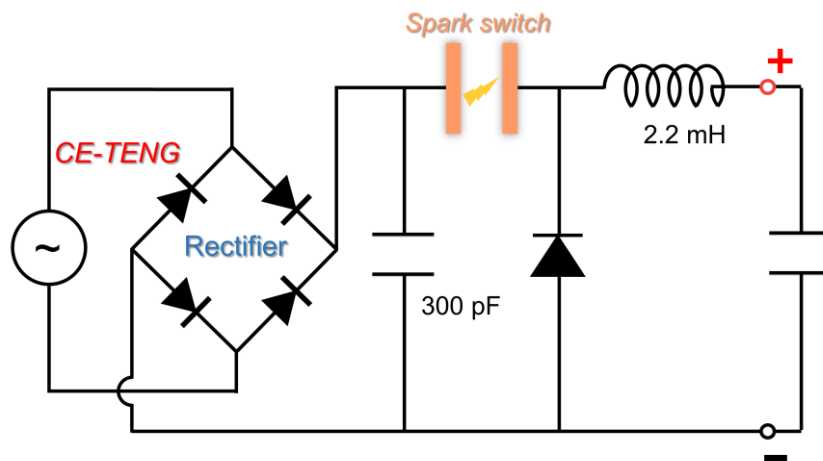 Spark switch
+
CE-TENG
2.2 mH
Rectifier
~
300 pF
-